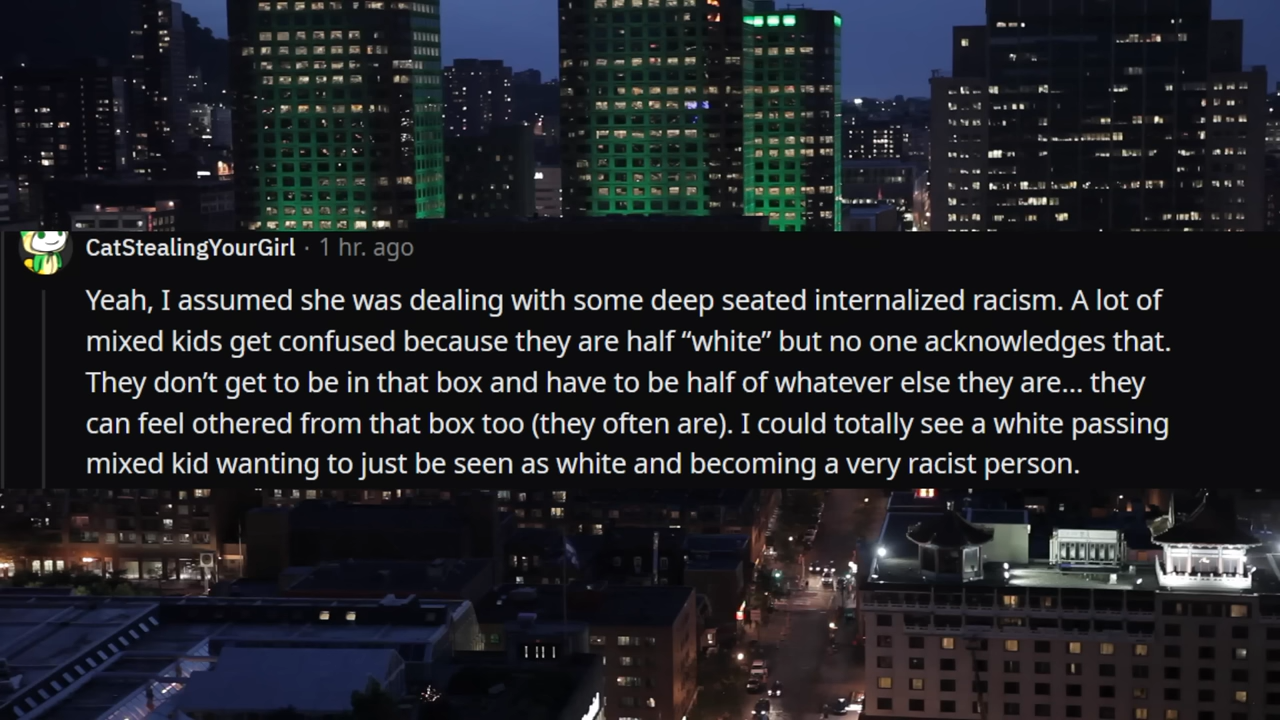 CatStealingYourGirl · 1 hr. ago
Yeah, I assumed she was dealing with some deep seated internalized racism. A lot of
mixed kids get confused because they are half “white” but no one acknowledges that.
They don’t get to be in that box and have to be half of whatever else they are... they
can feel othered from that box too (they often are). I could totally see a white passing
mixed kid wanting to just be seen as white and becoming a very racist person.